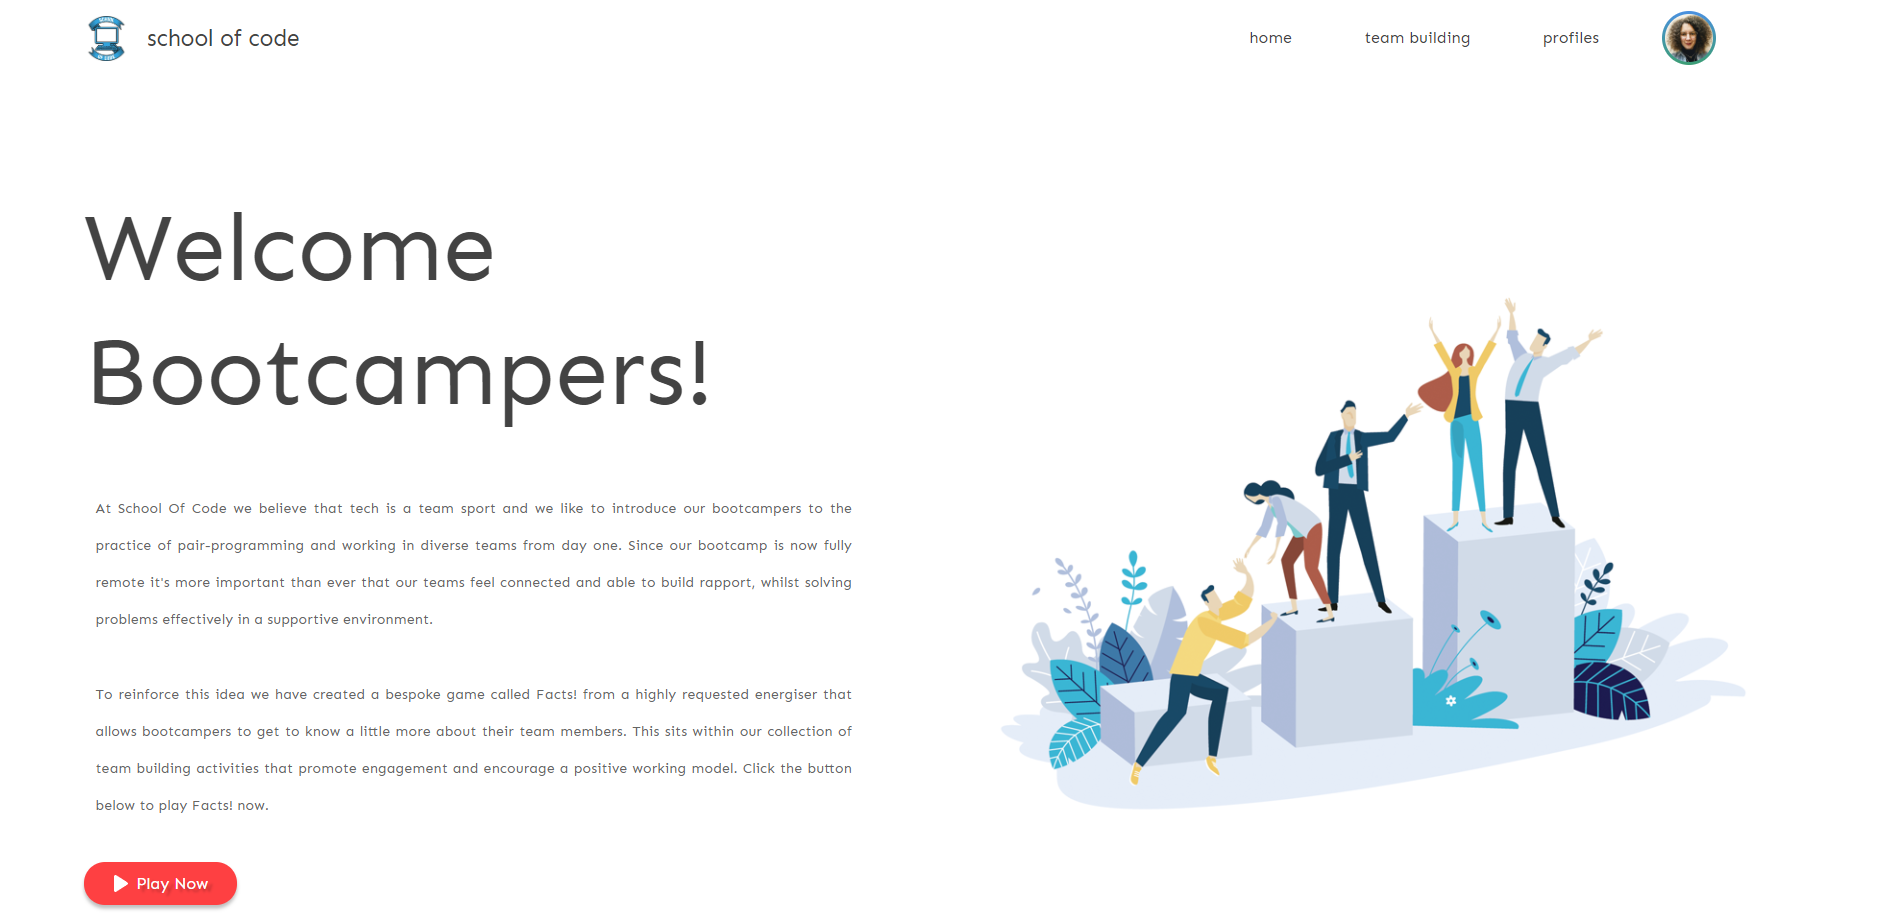 SCHOOL
OF CODE
school of code
home
team building
profiles
Welcome
Bootcampers!
At School Of Code we believe that tech is a team sport and we like to introduce our bootcampers to the
practice of pair-programming and working in diverse teams from day one. Since our bootcamp is now fully
remote it's more important than ever that our teams feel connected and able to build rapport, whilst solving
problems effectively in a supportive environment.
To reinforce this idea we have created a bespoke game called Facts! from a highly requested energiser that
allows bootcampers to get to know a little more about their team members. This sits within our collection of
team building activities that promote engagement and encourage a positive working model. Click the button
below to play Facts! now.
Play Now